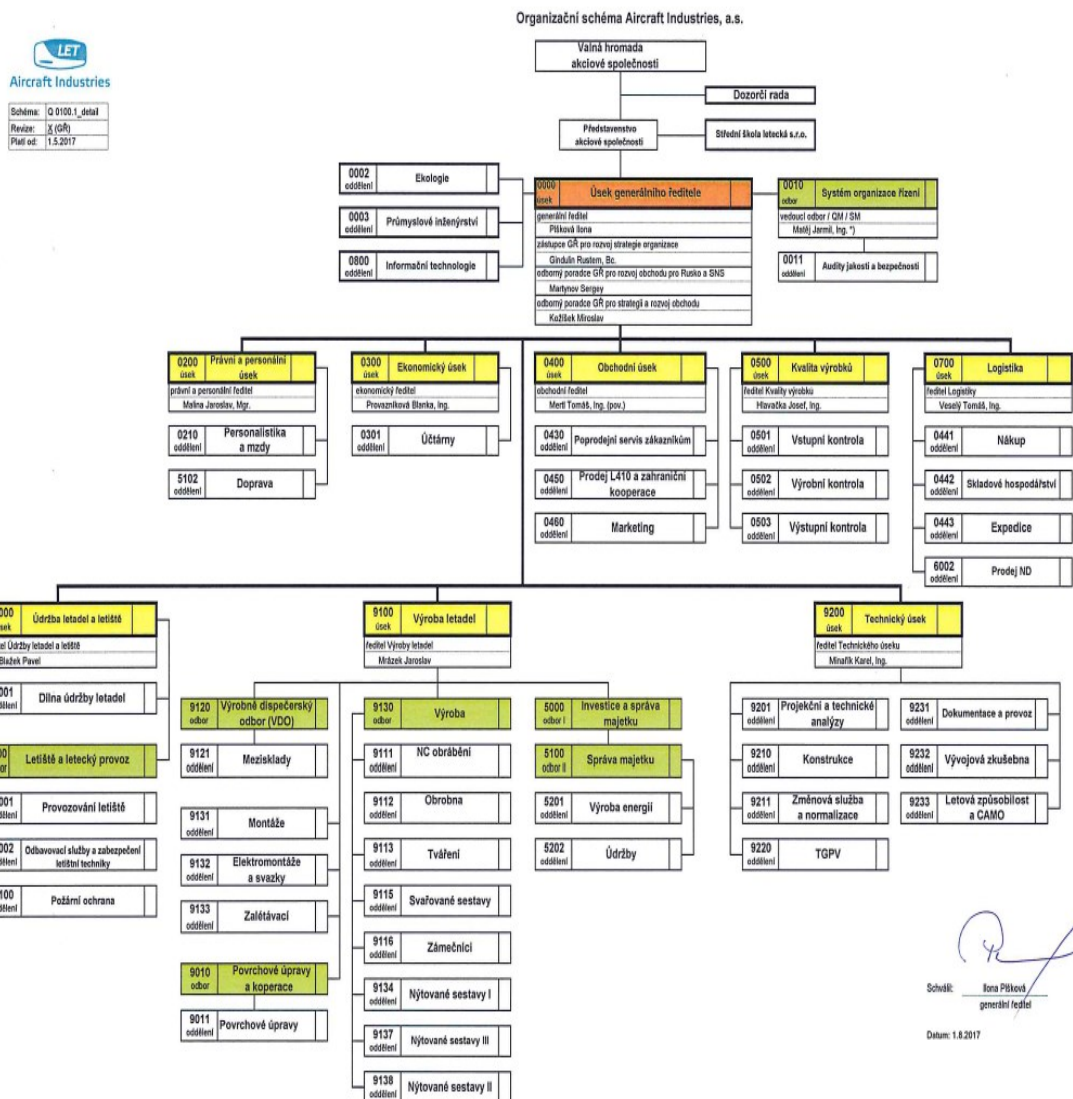 Organizační schéma Aircraft Industries, a.s.
LET
Aircraft Industries
Schéma: Q 0100.1_detail
Revize: X (GŘ)
Platí od: 1.5.2017
Valná hromada
akciové společnosti
Dozorčí rada
Představenstvo
akciové společnosti
Střední škola letecká s.r.o.
0002
oddělení
Ekologie
0003
oddělení
Průmyslové inženýrství
0800
oddělení
Informační technologie
0000
úsek
Úsek generálního ředitele
generální ředitel
Plšková Ilona
zástupce GŘ pro rozvoj strategie organizace
Gindulin Rustem, Bc.
odborný poradce GŘ pro rozvoj obchodu pro Rusko a SNS
Martynov Sergey
odborný poradce GŘ pro strategii a rozvoj obchodu
Kožíšek Miroslav
0010
odbor
Systém organizace řízení
vedoucí odbor / QM / SM
Matěj Jarmil, Ing. *)
0011
oddělení
Audity jakosti a bezpečnosti
0200
úsek
Právní a personální
úsek
právní a personální ředitel
Malina Jaroslav, Mgr.
0210
oddělení
Personalistika
a mzdy
5102
oddělení
Doprava
0300
úsek
Ekonomický úsek
ekonomický ředitel
Provazníková Blanka, Ing.
0301
oddělení
Účtárny
0400
úsek
Obchodní úsek
obchodní ředitel
Mertl Tomáš, Ing. (pov.)
0430
oddělení
Poprodejní servis zákazníkům
0450
oddělení
Prodej L410 a zahraniční
kooperace
0460
oddělení
Marketing
0500
úsek
Kvalita výrobků
ředitel Kvality výrobků
Hlavačka Josef, Ing.
0501
oddělení
Vstupní kontrola
0502
oddělení
Výrobní kontrola
0503
oddělení
Výstupní kontrola
0700
úsek
Logistika
ředitel Logistiky
Veselý Tomáš, Ing.
0441
oddělení
Nákup
0442
oddělení
Skladové hospodářství
0443
oddělení
Expedice
6002
oddělení
Prodej ND
000
úsek
Údržba letadel a letiště
el Údržby letadel a letiště
Blažek Pavel
001
dělení
Dílna údržby letadel
00
or
Letiště a letecký provoz
001
dělení
Provozování letiště
002
dělení
Odbavovací služby a zabezpečení
letištní techniky
100
dělení
Požární ochrana
9100
úsek
Výroba letadel
ředitel Výroby letadel
Mrázek Jaroslav
9120
odbor
Výrobně dispečerský
odbor (VDO)
9121
oddělení
Mezisklady
9131
oddělení
Montáže
9132
oddělení
Elektromontáže
a svazky
9133
oddělení
Zalétávací
9010
odbor
Povrchové úpravy
a koperace
9011
oddělení
Povrchové úpravy
9130
odbor
Výroba
9111
oddělení
NC obrábění
9112
oddělení
Obrobna
9113
oddělení
Tváření
9115
oddělení
Svařované sestavy
9116
oddělení
Zámečníci
9134
oddělení
Nýtované sestavy I
9137
oddělení
Nýtované sestavy III
9138
oddělení
Nýtované sestavy II
5000
odbor I
Investice a správa
majetku
5100
odbor II
Správa majetku
5201
oddělení
Výroba energií
5202
oddělení
Údržby
9200
úsek
Technický úsek
ředitel Technického úseku
Minařík Karel, Ing.
9201
oddělení
Projekční a technické
analýzy
9210
oddělení
Konstrukce
9211
oddělení
Změnová služba
a normalizace
9220
oddělení
TGPV
9231
oddělení
Dokumentace a provoz
9232
oddělení
Vývojová zkušebna
9233
oddělení
Letová způsobilost
a CAMO
Schválil: Ilona Plšková
generální ředitel
Datum: 1.8.2017